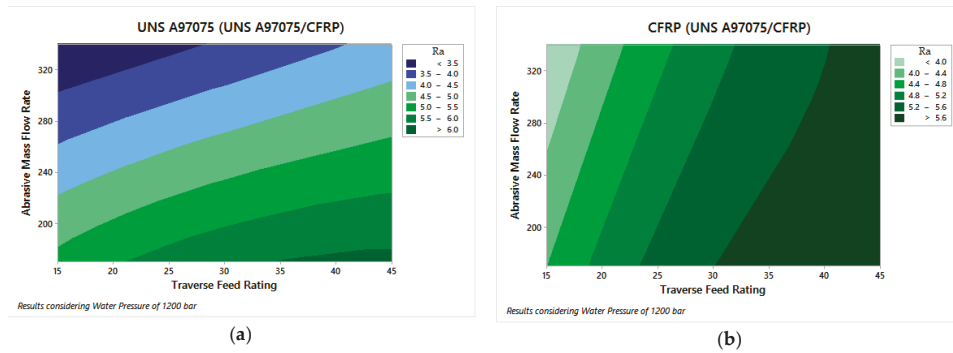 UNS A97075 (UNS A97075/CFRP)
Abrasive Mass Flow Rate
320
280
240
200
15 20 25 30 35 40 45
Traverse Feed Rating
Ra
< 3.5
3.5 – 4.0
4.0 – 4.5
4.5 – 5.0
5.0 – 5.5
5.5 – 6.0
> 6.0
Results considering Water Pressure of 1200 bar
(a)
CFRP (UNS A97075/CFRP)
Abrasive Mass Flow Rate
320
280
240
200
15 20 25 30 35 40 45
Traverse Feed Rating
Ra
< 4.0
4.0 – 4.4
4.4 – 4.8
4.8 – 5.2
5.2 – 5.6
> 5.6
Results considering Water Pressure of 1200 bar
(b)